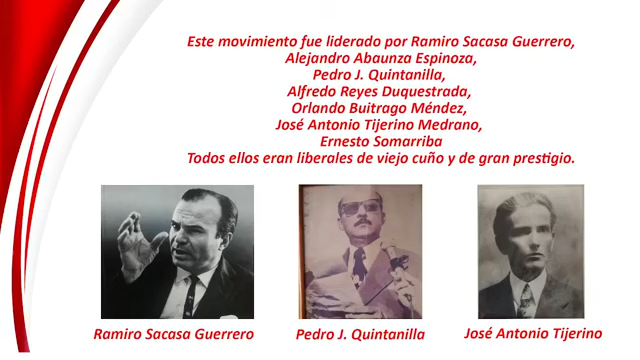 Este movimiento fue liderado por Ramiro Sacasa Guerrero,
Alejandro Abaunza Espinoza,
Pedro J. Quintanilla,
Alfredo Reyes Duquestrada,
Orlando Buitrago Méndez,
José Antonio Tijerino Medrano,
Ernesto Somarriba
Todos ellos eran liberales de viejo cuño y de gran prestigio.
Ramiro Sacasa Guerrero
Pedro J. Quintanilla
José Antonio Tijerino